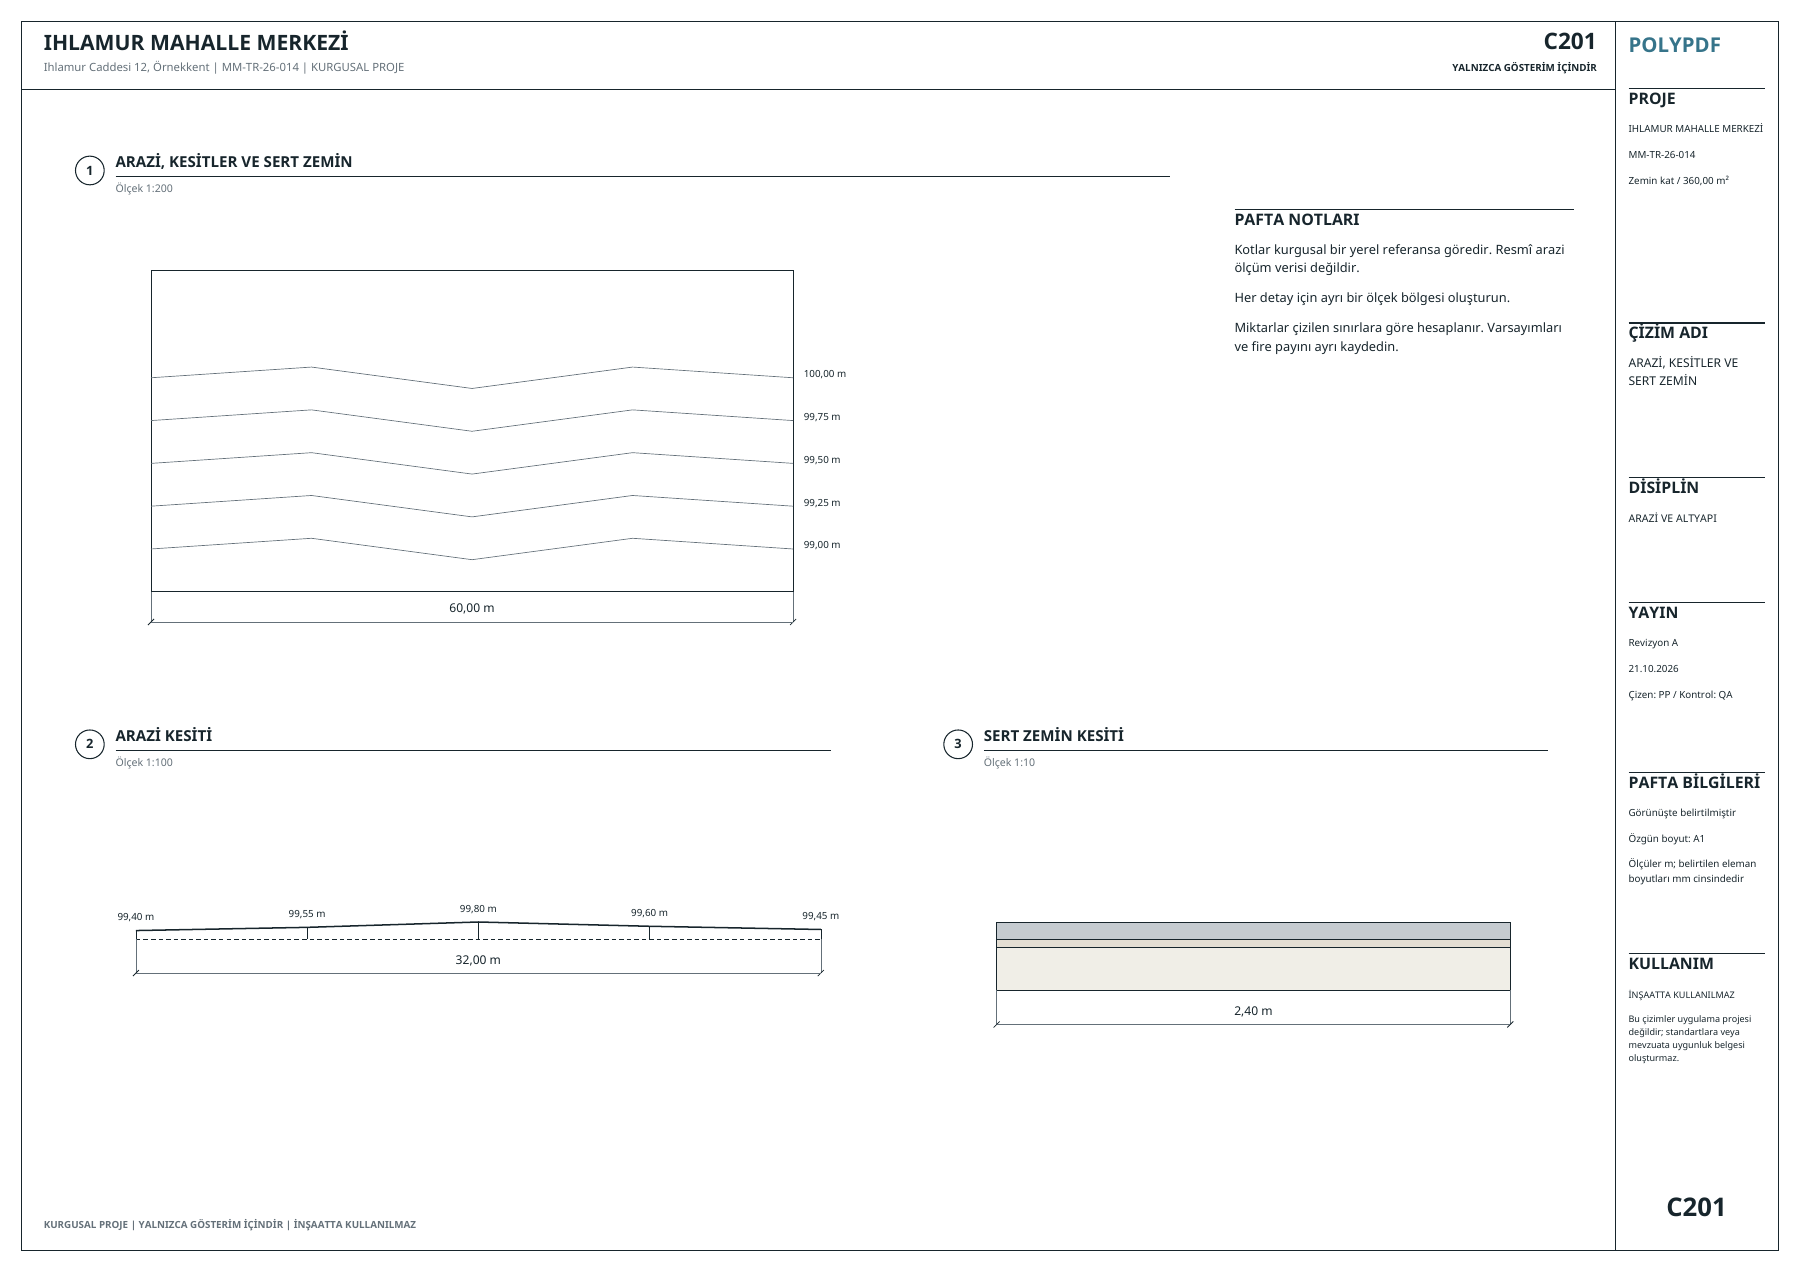 IHLAMUR MAHALLE MERKEZİ
Ihlamur Caddesi 12, Örnekkent | MM-TR-26-014 | KURGUSAL PROJE
C201
YALNIZCA GÖSTERİM İÇİNDİR
1
ARAZİ, KESİTLER VE SERT ZEMİN
Ölçek 1:200
100,00 m
99,75 m
99,50 m
99,25 m
99,00 m
60,00 m
PAFTA NOTLARI
Kotlar kurgusal bir yerel referansa göredir. Resmî arazi
ölçüm verisi değildir.
Her detay için ayrı bir ölçek bölgesi oluşturun.
Miktarlar çizilen sınırlara göre hesaplanır. Varsayımları
ve fire payını ayrı kaydedin.
2
ARAZİ KESİTİ
Ölçek 1:100
99,40 m
99,55 m
99,80 m
99,60 m
99,45 m
32,00 m
3
SERT ZEMİN KESİTİ
Ölçek 1:10
2,40 m
KURGUSAL PROJE | YALNIZCA GÖSTERİM İÇİNDİR | İNŞAATTA KULLANILMAZ
POLYPDF
PROJE
IHLAMUR MAHALLE MERKEZİ
MM-TR-26-014
Zemin kat / 360,00 m²
ÇİZİM ADI
ARAZİ, KESİTLER VE
SERT ZEMİN
DİSİPLİN
ARAZİ VE ALTYAPI
YAYIN
Revizyon A
21.10.2026
Çizen: PP / Kontrol: QA
PAFTA BİLGİLERİ
Görünüşte belirtilmiştir
Özgün boyut: A1
Ölçüler m; belirtilen eleman
boyutları mm cinsindedir
KULLANIM
İNŞAATTA KULLANILMAZ
Bu çizimler uygulama projesi
değildir; standartlara veya
mevzuata uygunluk belgesi
oluşturmaz.
C201